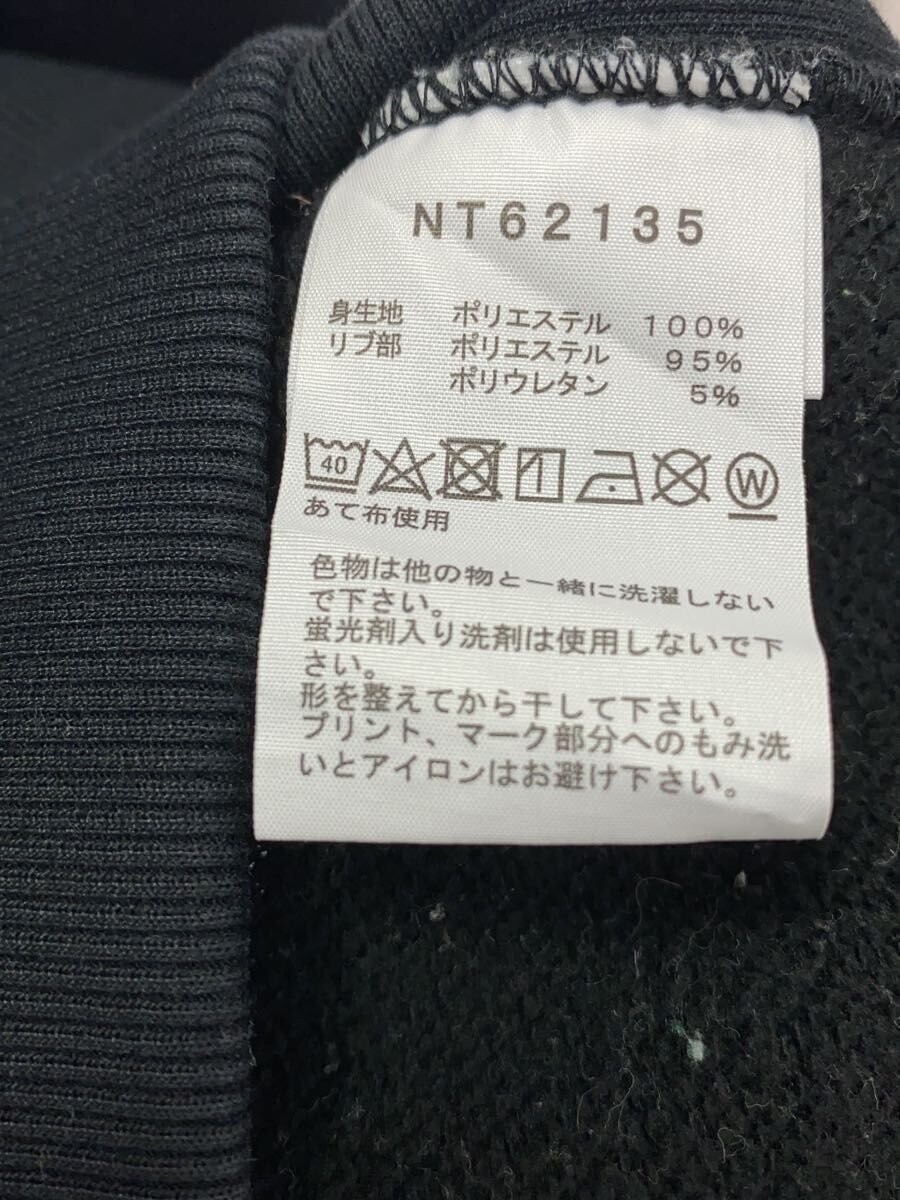 NT62135
身生地 ポリエステル 100%
リブ部 ポリエステル 95%
ポリウレタン 5%
40 W
あて布使用
色物は他の物と一緒に洗濯しない
で下さい。
蛍光剤入り洗剤は使用しないで下
さい。
形を整えてから干して下さい。
プリント、マーク部分へのもみ洗
いとアイロンはお避け下さい。